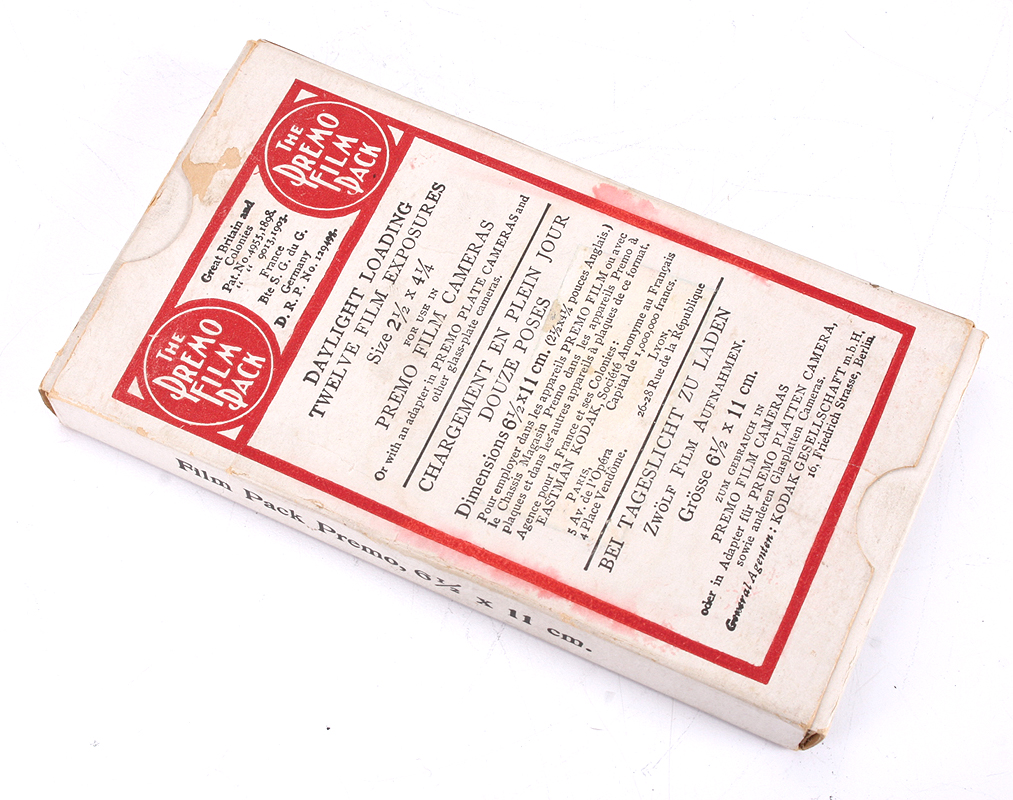 THE
PREMO
FILM
PACK
Great Britain and
Colonies
Pat. No. 4955, 1898.
" " 9013, 1903.
France
Bte S. G. du G.
Germany
D. R. P. No. 129498.
THE
PREMO
FILM
PACK
DAYLIGHT LOADING
TWELVE FILM EXPOSURES
Size 2½ x 4¼
FOR USE IN
PREMO FILM CAMERAS
Or with an adapter in PREMO PLATE CAMERAS and
other glass-plate cameras.
CHARGEMENT EN PLEIN JOUR
DOUZE POSES
Dimensions 6½ x 11 cm. (2½x4¼ pouces Anglais.)
Pour employer dans les appareils PREMO FILM ou avec
le Chassis Magasin Premo dans les appareils Premo à
plaques et dans les autres appareils à plaques de ce format.
Agence pour la France et ses Colonies:
EASTMAN KODAK, Société Anonyme au Français
Capital de 1,000,000 francs.
PARIS, Lyon,
5 Av. de l'Opéra 26-28 Rue de la République
4 Place Vendôme.
BEI TAGESLICHT ZU LADEN
ZWÖLF FILM AUFNAHMEN.
Grösse 6½ x 11 cm.
ZUM GEBRAUCH IN
PREMO FILM CAMERAS
oder in Adapter für PREMO PLATTEN CAMERA,
sowie anderen Glasplatten Cameras.
General Agenten: KODAK GESELLSCHAFT m.b.H.
16, Friedrich Strasse, Berlin.
Film Pack Premo, 6½ x 11 cm.